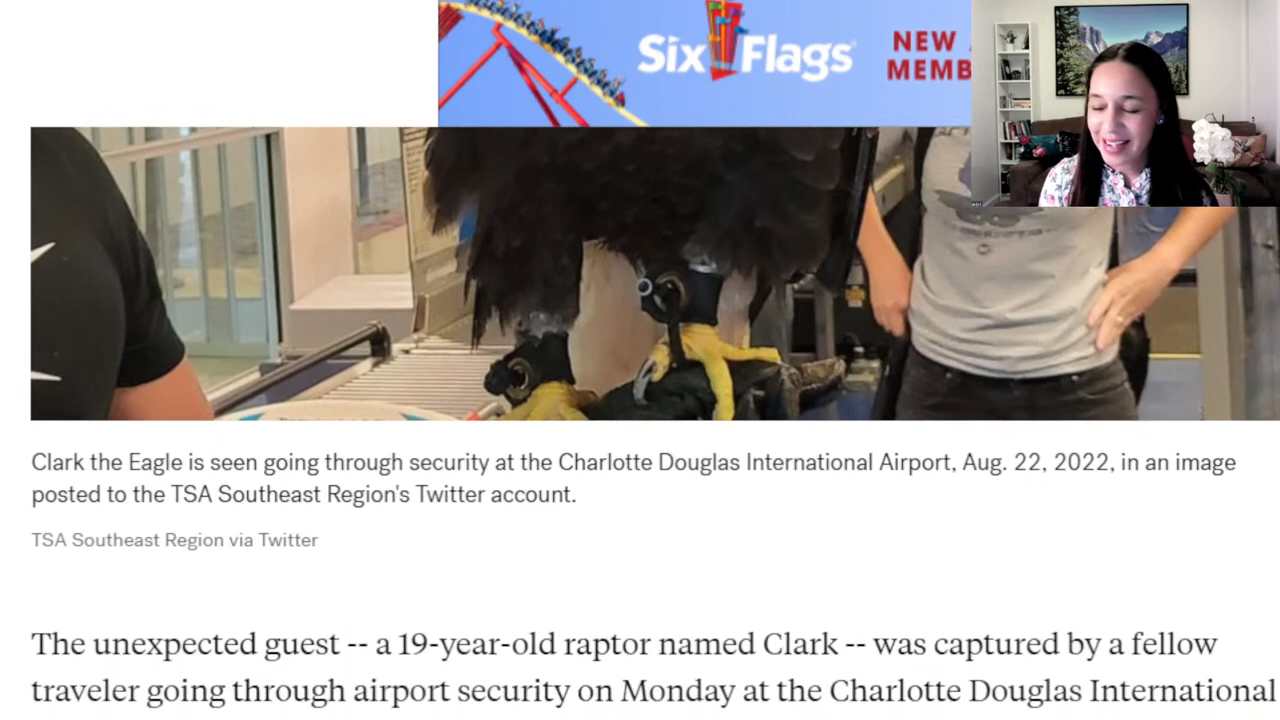 Six Flags
NEW
MEMB
Clark the Eagle is seen going through security at the Charlotte Douglas International Airport, Aug. 22, 2022, in an image
posted to the TSA Southeast Region's Twitter account.
TSA Southeast Region via Twitter
The unexpected guest -- a 19-year-old raptor named Clark -- was captured by a fellow
traveler going through airport security on Monday at the Charlotte Douglas International